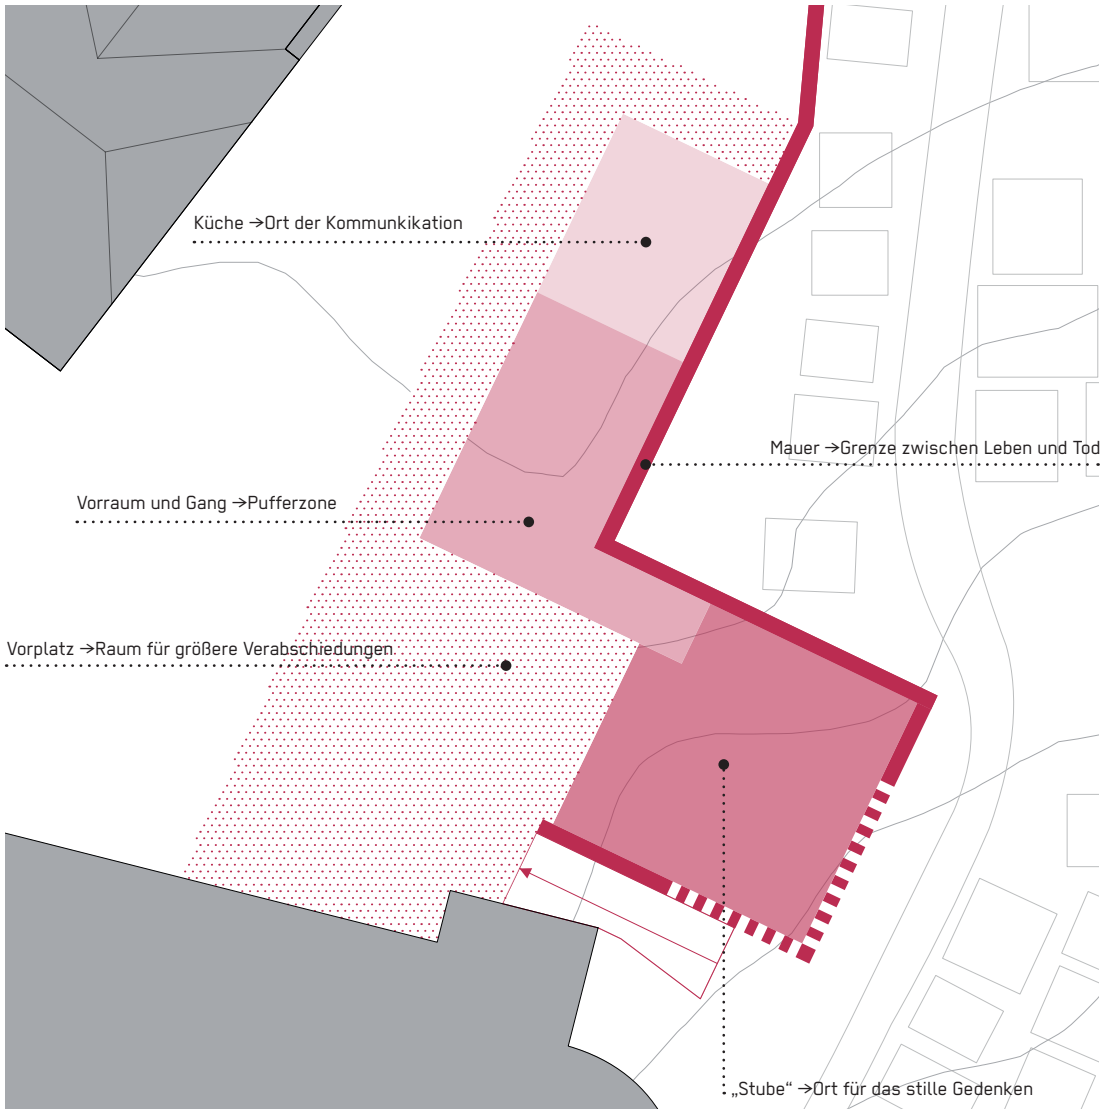 Küche →Ort der Kommunkikation
Mauer →Grenze zwischen Leben und Tod
Vorraum und Gang →Pufferzone
Vorplatz →Raum für größere Verabschiedungen
„Stube“ →Ort für das stille Gedenken